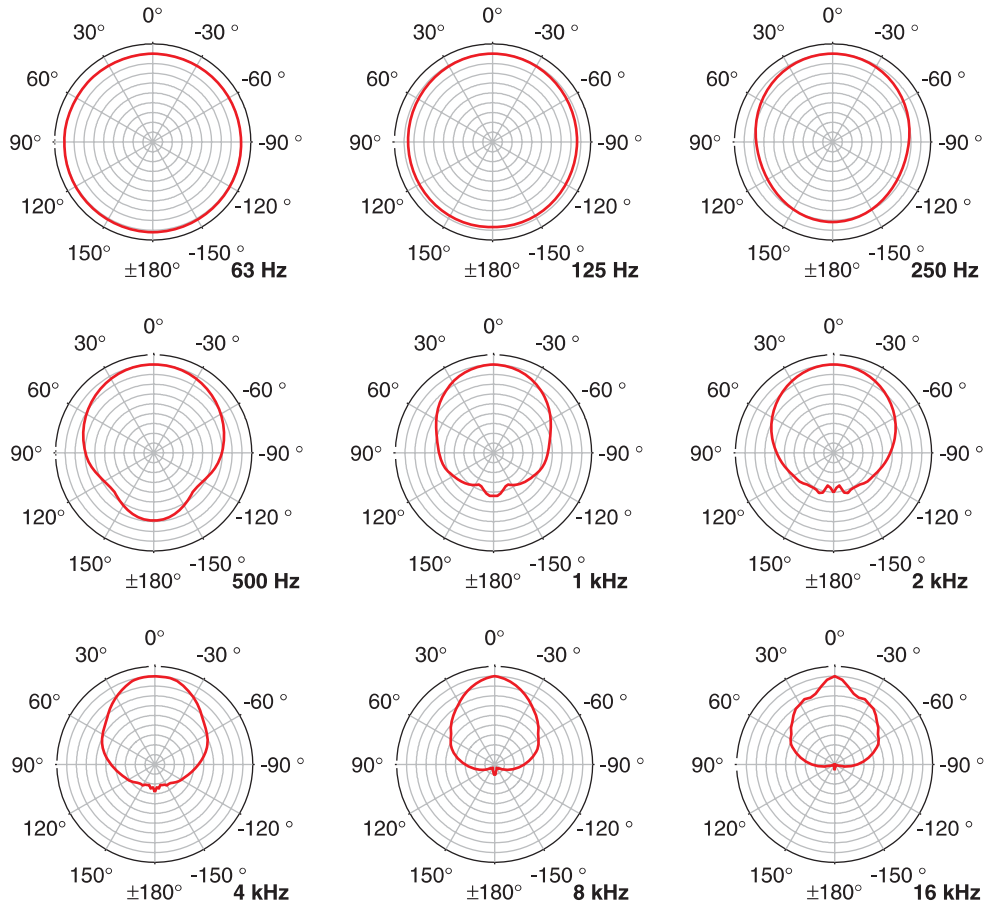 0° 0° 0°
30° -30° 30° -30° 30° -30°
60° -60 ° 60° -60 ° 60° -60 °
90° -90 ° 90° -90 ° 90° -90 °
120° -120 ° 120° -120 ° 120° -120 °
150° -150 ° 150° -150 ° 150° -150 °
±180° 63 Hz ±180° 125 Hz ±180° 250 Hz
0° 0° 0°
30° -30° 30° -30° 30° -30°
60° -60 ° 60° -60 ° 60° -60 °
90° -90 ° 90° -90 ° 90° -90 °
120° -120 ° 120° -120 ° 120° -120 °
150° -150 ° 150° -150 ° 150° -150 °
±180° 500 Hz ±180° 1 kHz ±180° 2 kHz
0° 0° 0°
30° -30° 30° -30° 30° -30°
60° -60 ° 60° -60 ° 60° -60 °
90° -90 ° 90° -90 ° 90° -90 °
120° -120 ° 120° -120 ° 120° -120 °
150° -150 ° 150° -150 ° 150° -150 °
±180° 4 kHz ±180° 8 kHz ±180° 16 kHz